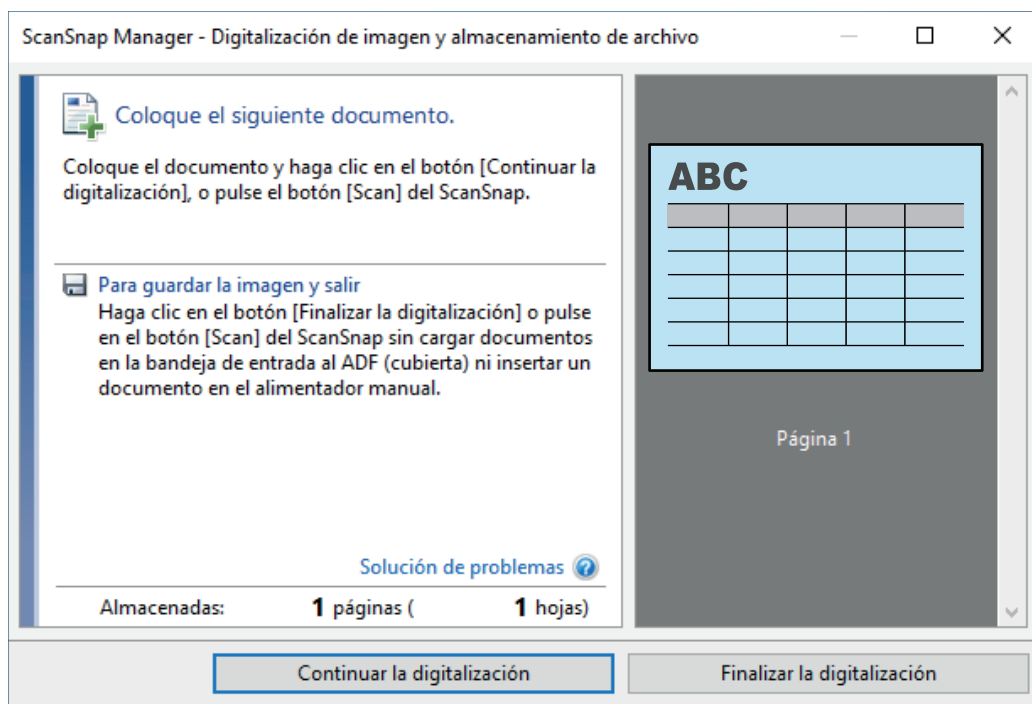 ScanSnap Manager - Digitalización de imagen y almacenamiento de archivo
Coloque el siguiente documento.
Coloque el documento y haga clic en el botón [Continuar la
digitalización], o pulse el botón [Scan] del ScanSnap.
Para guardar la imagen y salir
Haga clic en el botón [Finalizar la digitalización] o pulse
en el botón [Scan] del ScanSnap sin cargar documentos
en la bandeja de entrada al ADF (cubierta) ni insertar un
documento en el alimentador manual.
Solución de problemas
Almacenadas: 1 páginas ( 1 hojas)
ABC
Página 1
Continuar la digitalización
Finalizar la digitalización